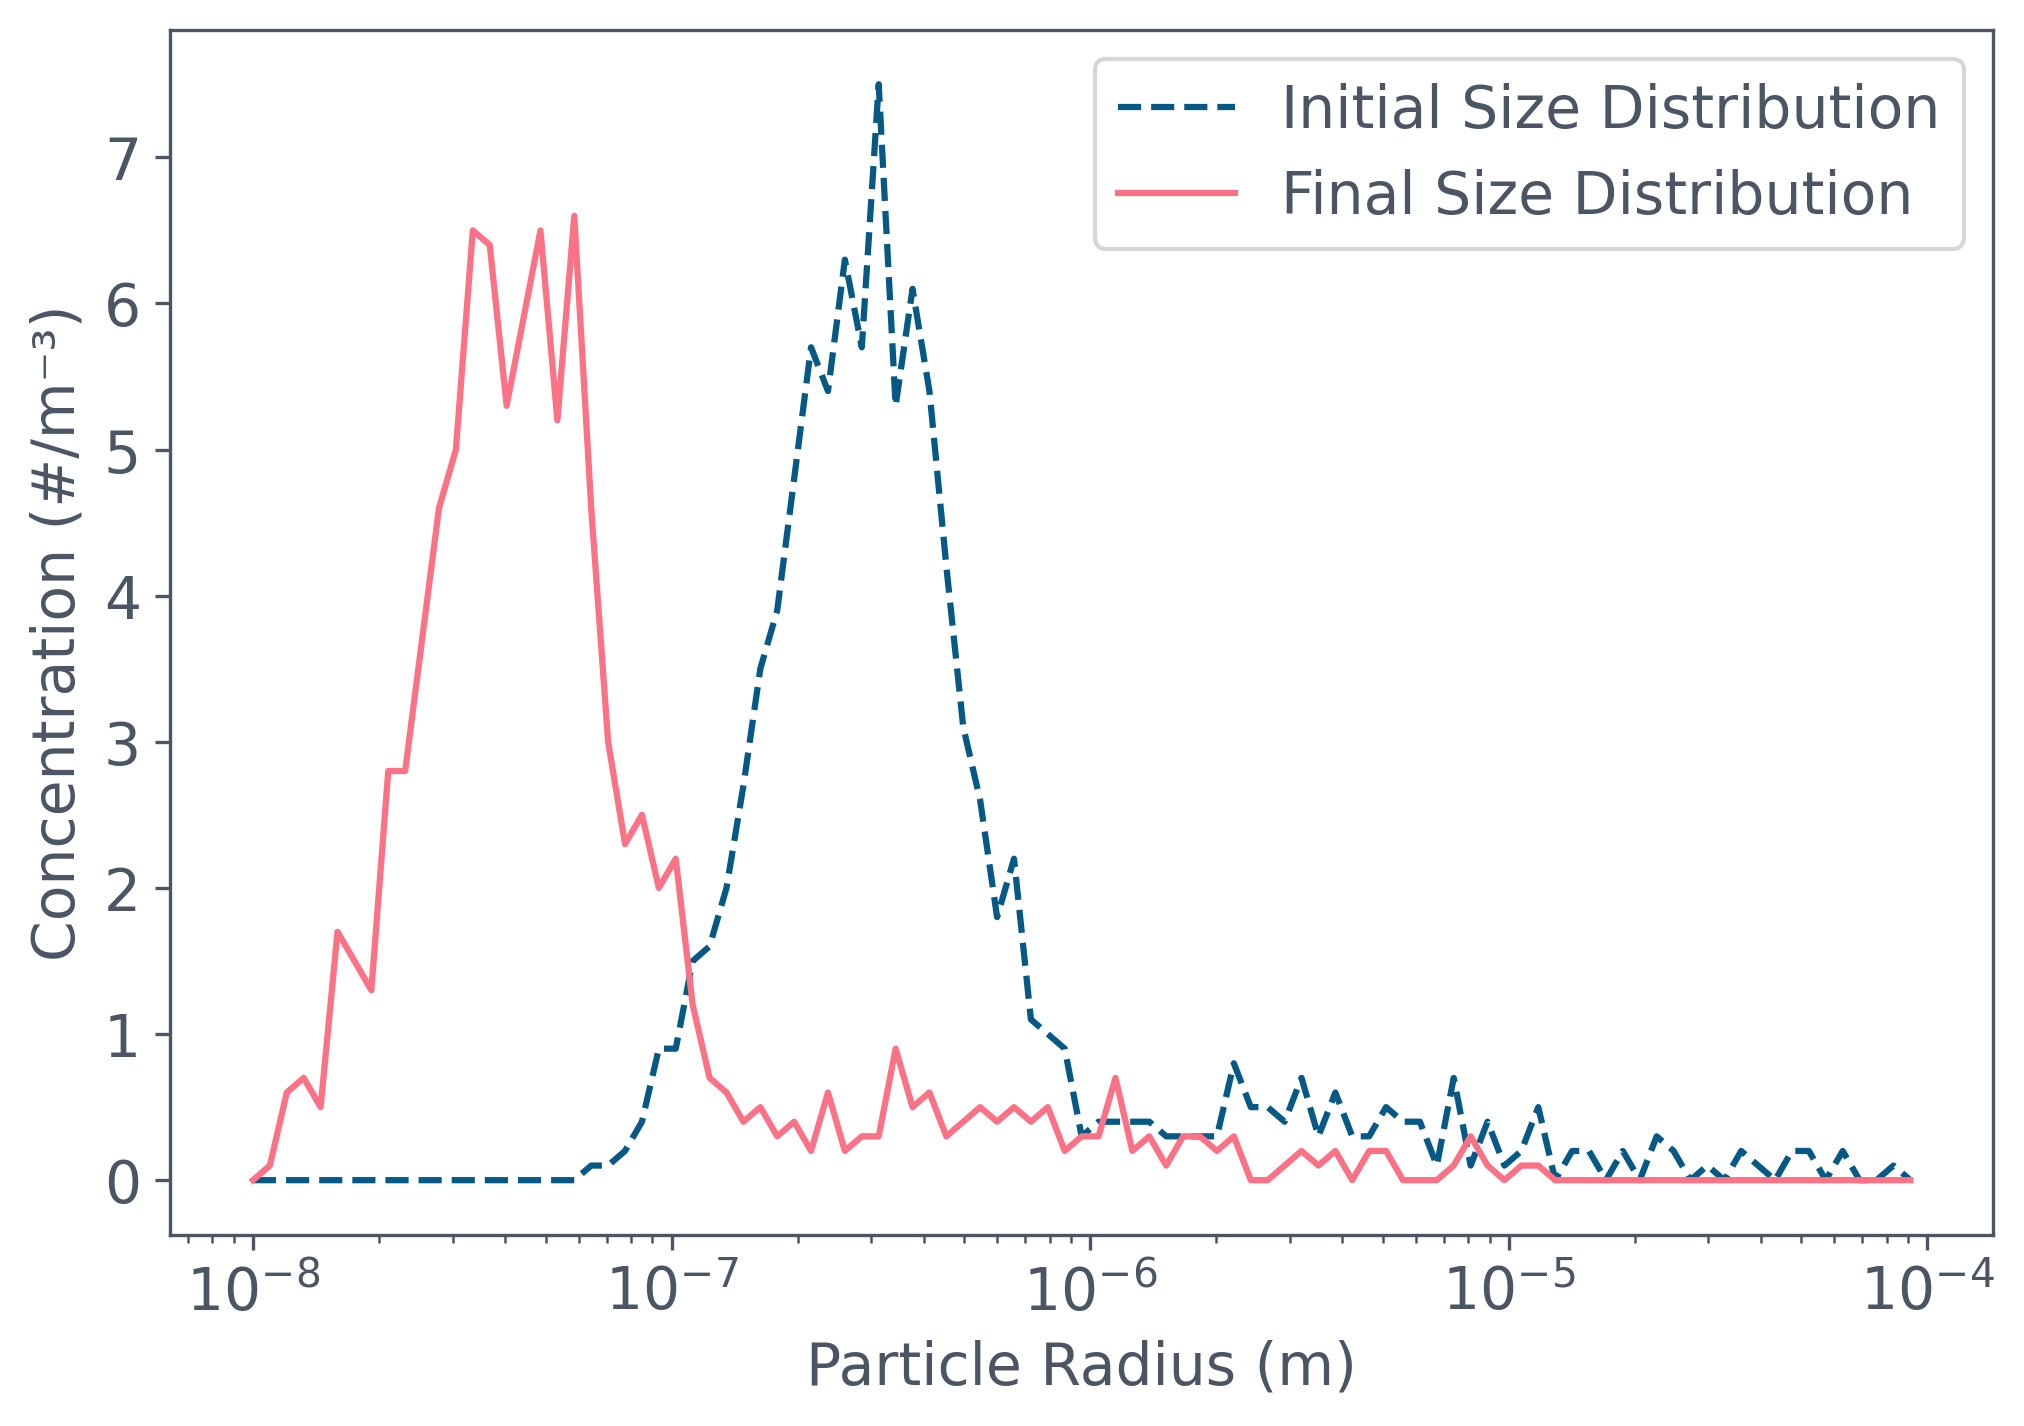 Initial Size Distribution
Final Size Distribution
Concentration (#/m⁻³)
7
6
5
4
3
2
1
0
10⁻⁸ 10⁻⁷ 10⁻⁶ 10⁻⁵ 10⁻⁴
Particle Radius (m)